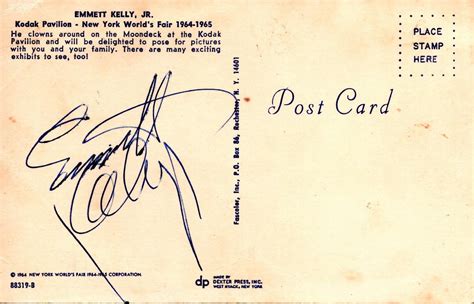 EMMETT KELLY, JR.
Kodak Pavilion - New York World's Fair 1964-1965
He clowns around on the Moondeck at the Kodak
Pavilion and will be delighted to pose for pictures
with you and your family. There are many exciting
exhibits to see, too!
Emmett
Kelly
© 1964 NEW YORK WORLD'S FAIR 1964-1965 CORPORATION.
88319-B
Fascolor, Inc., P.O. Box 86, Rochester, N. Y. 14601
dp
MADE BY
DEXTER PRESS, INC.
WEST NYACK, NEW YORK
Post Card
PLACE
STAMP
HERE